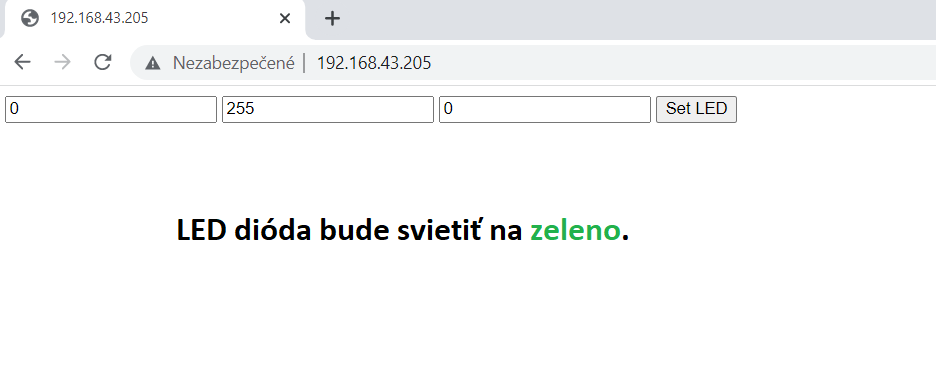 192.168.43.205
Nezabezpečené | 192.168.43.205
0 255 0 Set LED
LED dióda bude svietiť na zeleno.